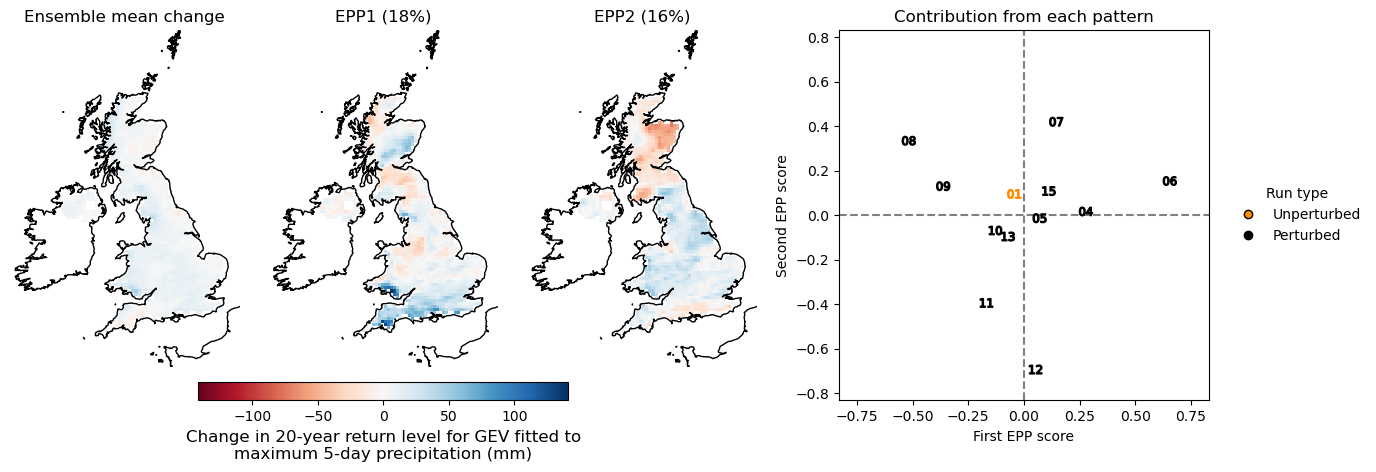 Ensemble mean change
EPP1 (18%)
EPP2 (16%)
−100 −50 0 50 100
Change in 20-year return level for GEV fitted to
maximum 5-day precipitation (mm)
Contribution from each pattern
Second EPP score
0.8
0.6
0.4
0.2
0.0
−0.2
−0.4
−0.6
−0.8
07
08
06
09
01
15
04
05
10
13
11
12
−0.75 −0.50 −0.25 0.00 0.25 0.50 0.75
First EPP score
Run type
Unperturbed
Perturbed